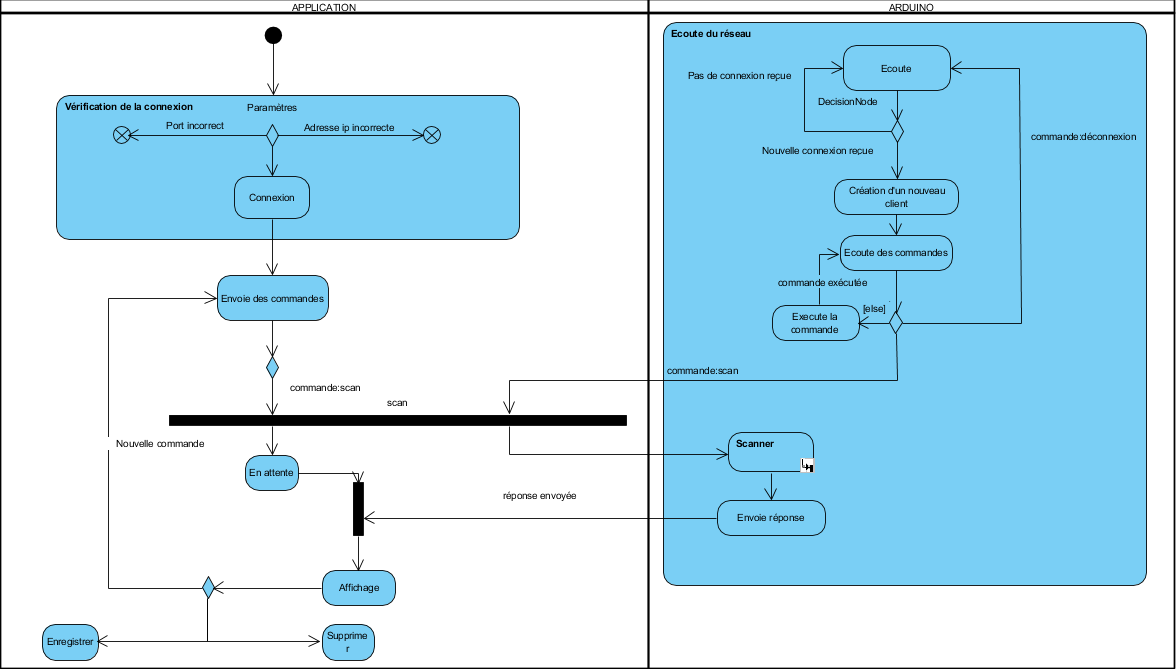 APPLICATION
ARDUINO
Vérification de la connexion
Paramètres
Port incorrect
Adresse ip incorrecte
Connexion
Envoie des commandes
commande:scan
scan
Nouvelle commande
En attente
réponse envoyée
Affichage
Enregistrer
Supprime
r
Ecoute du réseau
Ecoute
Pas de connexion reçue
DecisionNode
commande:déconnexion
Nouvelle connexion reçue
Création d'un nouveau
client
Ecoute des commandes
commande exécutée
[else]
Execute la
commande
commande:scan
Scanner
Envoie réponse